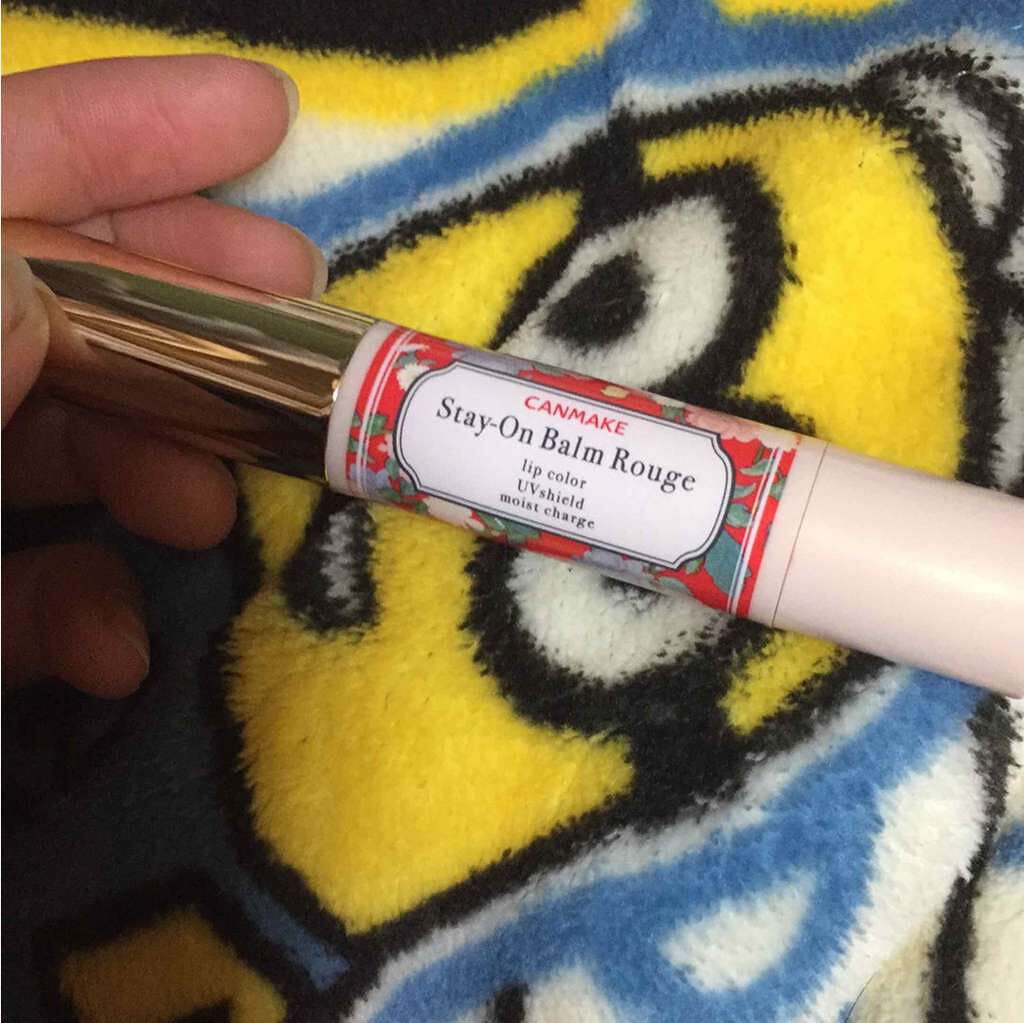 CANMAKE
Stay-On Balm Rouge
lip color
UVshield
moist charge